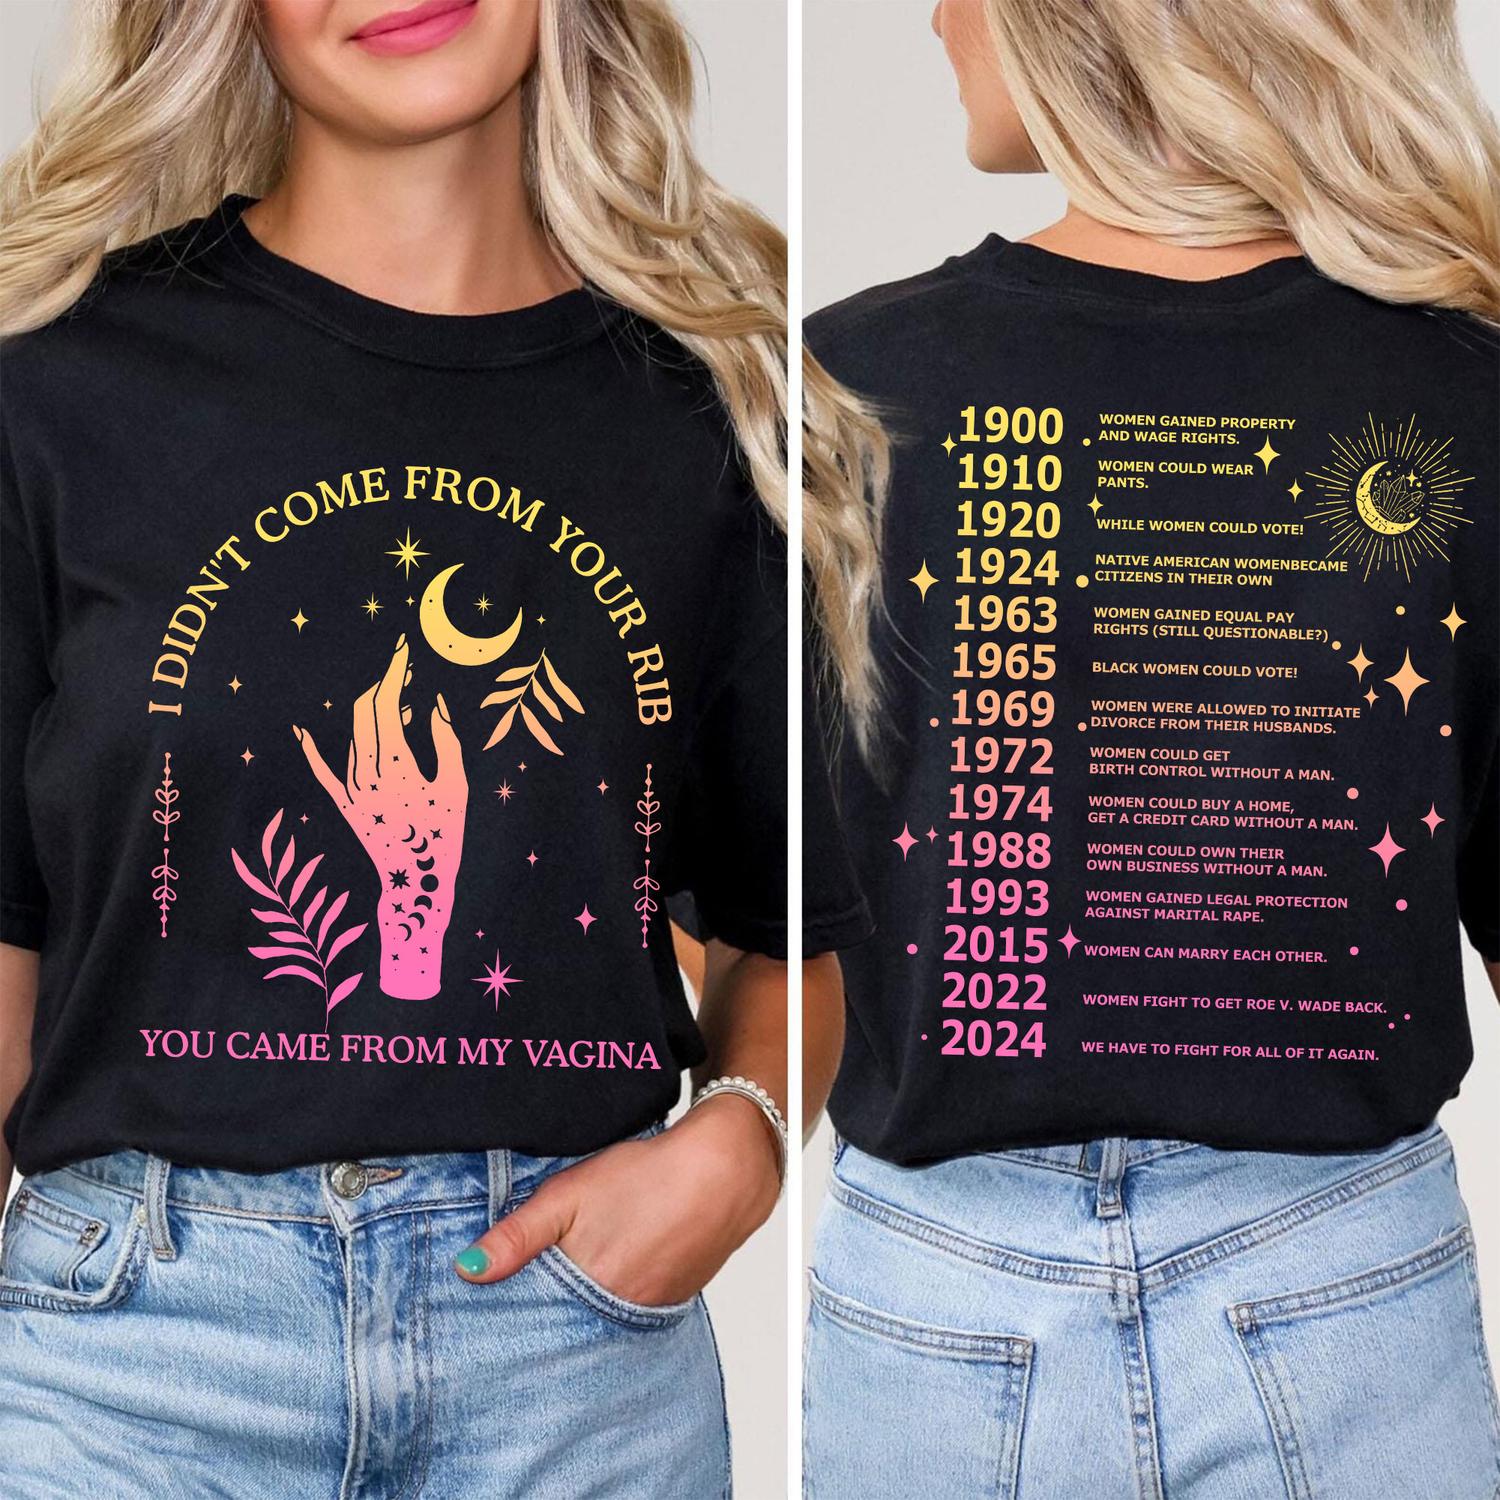 I DIDN'T COME FROM YOUR RIB
YOU CAME FROM MY VAGINA
1900 WOMEN GAINED PROPERTY
AND WAGE RIGHTS.
1910 WOMEN COULD WEAR
PANTS.
1920 WHILE WOMEN COULD VOTE!
1924 NATIVE AMERICAN WOMENBECAME
CITIZENS IN THEIR OWN
1963 WOMEN GAINED EQUAL PAY
RIGHTS (STILL QUESTIONABLE?)
1965 BLACK WOMEN COULD VOTE!
1969 WOMEN WERE ALLOWED TO INITIATE
DIVORCE FROM THEIR HUSBANDS.
1972 WOMEN COULD GET
BIRTH CONTROL WITHOUT A MAN.
1974 WOMEN COULD BUY A HOME,
GET A CREDIT CARD WITHOUT A MAN.
1988 WOMEN COULD OWN THEIR
OWN BUSINESS WITHOUT A MAN.
1993 WOMEN GAINED LEGAL PROTECTION
AGAINST MARITAL RAPE.
2015 WOMEN CAN MARRY EACH OTHER.
2022 WOMEN FIGHT TO GET ROE V. WADE BACK.
2024 WE HAVE TO FIGHT FOR ALL OF IT AGAIN.